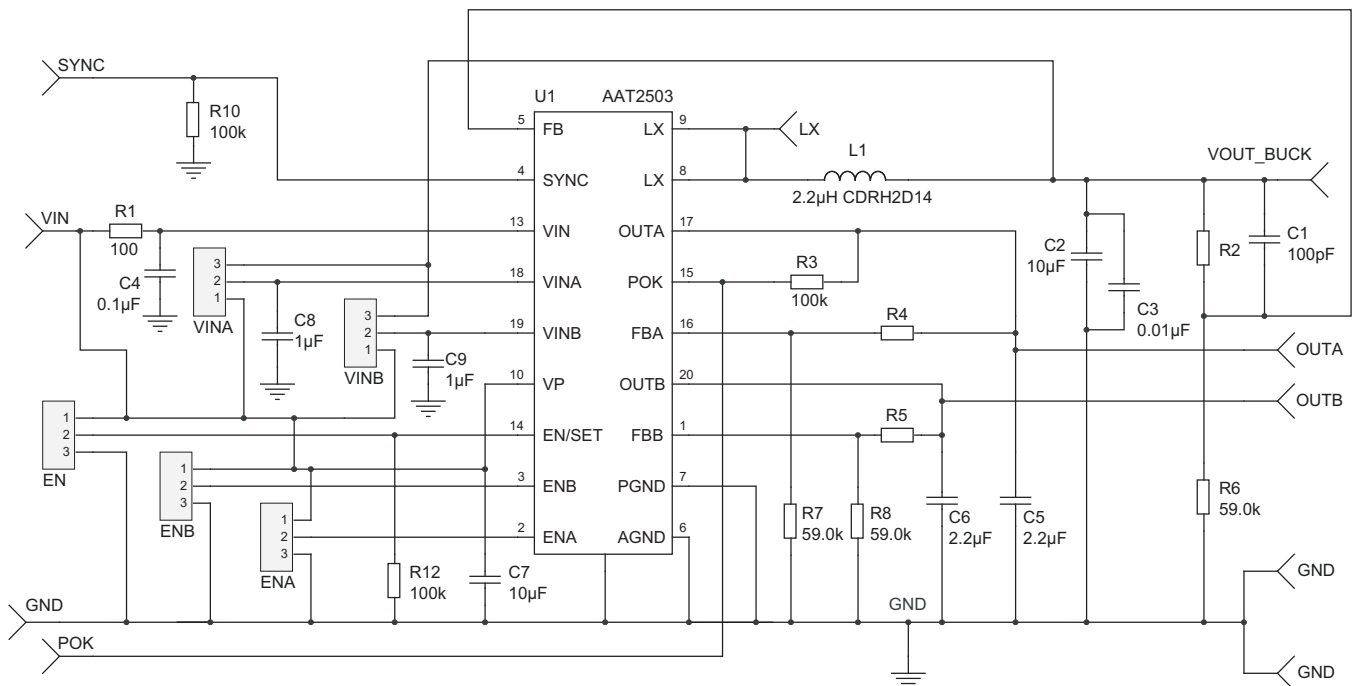 SYNC
R10
100k
U1
AAT2503
5
FB
LX
9
LX
L1
2.2µH CDRH2D14
VOUT_BUCK
4
SYNC
LX
8
VIN
R1
100
13
VIN
OUTA
17
C4
0.1µF
3
2
1
VINA
18
VINA
POK
15
R3
100k
C2
10µF
C3
0.01µF
R2
C1
100pF
C8
1µF
3
2
1
VINB
19
VINB
FBA
16
R4
OUTA
C9
1µF
10
VP
OUTB
20
OUTB
1
2
3
EN
14
EN/SET
FBB
1
R5
1
2
3
ENB
3
ENB
PGND
7
1
2
3
ENA
2
ENA
AGND
6
R7
59.0k
R8
59.0k
C6
2.2µF
C5
2.2µF
R6
59.0k
R12
100k
C7
10µF
GND
GND
GND
POK
GND